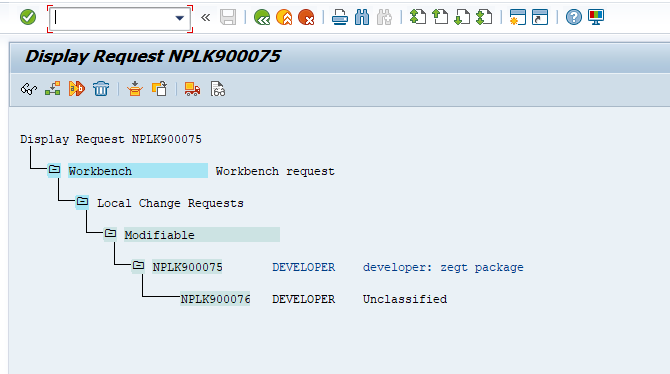 Display Request NPLK900075
Display Request NPLK900075
Workbench Workbench request
Local Change Requests
Modifiable
NPLK900075 DEVELOPER developer: zegt package
NPLK900076 DEVELOPER Unclassified